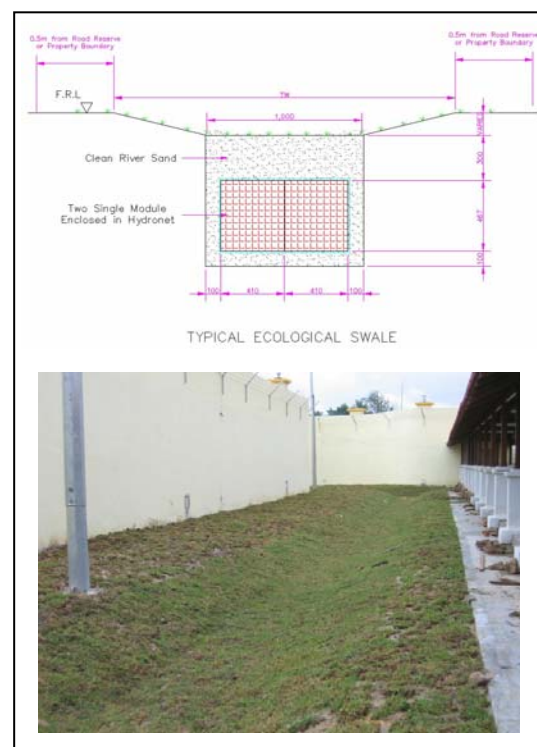 0.5m from Road Reserve
or Property Boundary
0.5m from Road Reserve
or Property Boundary
F.R.L
TW
1,000
VARIES
Clean River Sand
300
Two Single Module
Enclosed in Hydronet
467
100
100
410
410
100
TYPICAL ECOLOGICAL SWALE